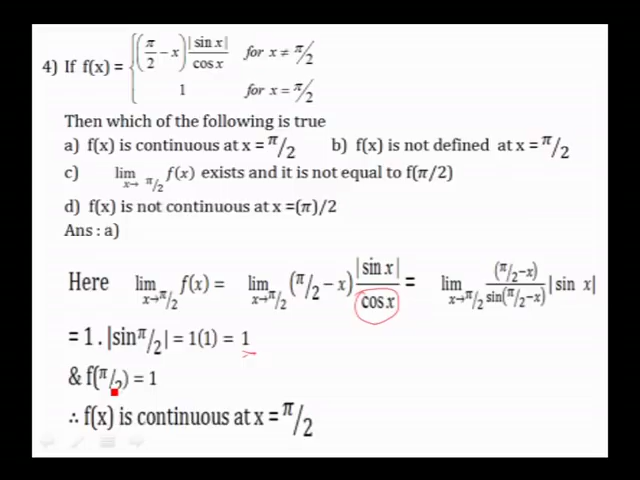 4) If f(x) = { (π/2 − x) |sin x|/cos x for x ≠ π/2
1 for x = π/2
Then which of the following is true
a) f(x) is continuous at x = π/2 b) f(x) is not defined at x = π/2
c) lim x→ π/2 f(x) exists and it is not equal to f(π/2)
d) f(x) is not continuous at x =(π)/2
Ans : a)
Here lim x→π/2 f(x) = lim x→π/2 (π/2 − x) |sin x|/cos x = lim x→π/2 (π/2−x)/sin(π/2−x) |sin x|
= 1 . |sin π/2| = 1(1) = 1
& f(π/2) = 1
∴ f(x) is continuous at x = π/2